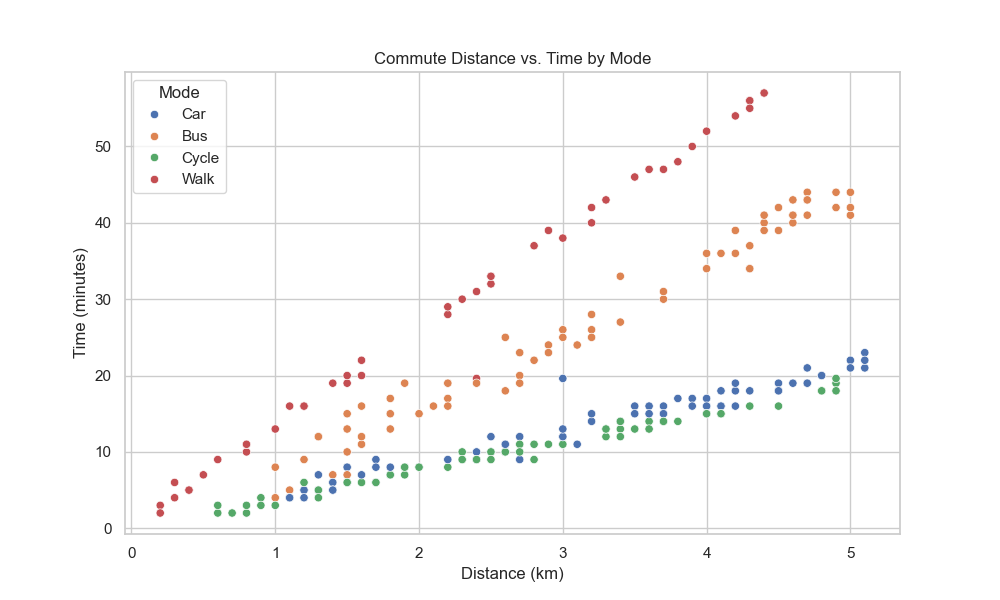 Commute Distance vs. Time by Mode
Mode
Car
Bus
Cycle
Walk
Time (minutes)
50
40
30
20
10
0
0 1 2 3 4 5
Distance (km)